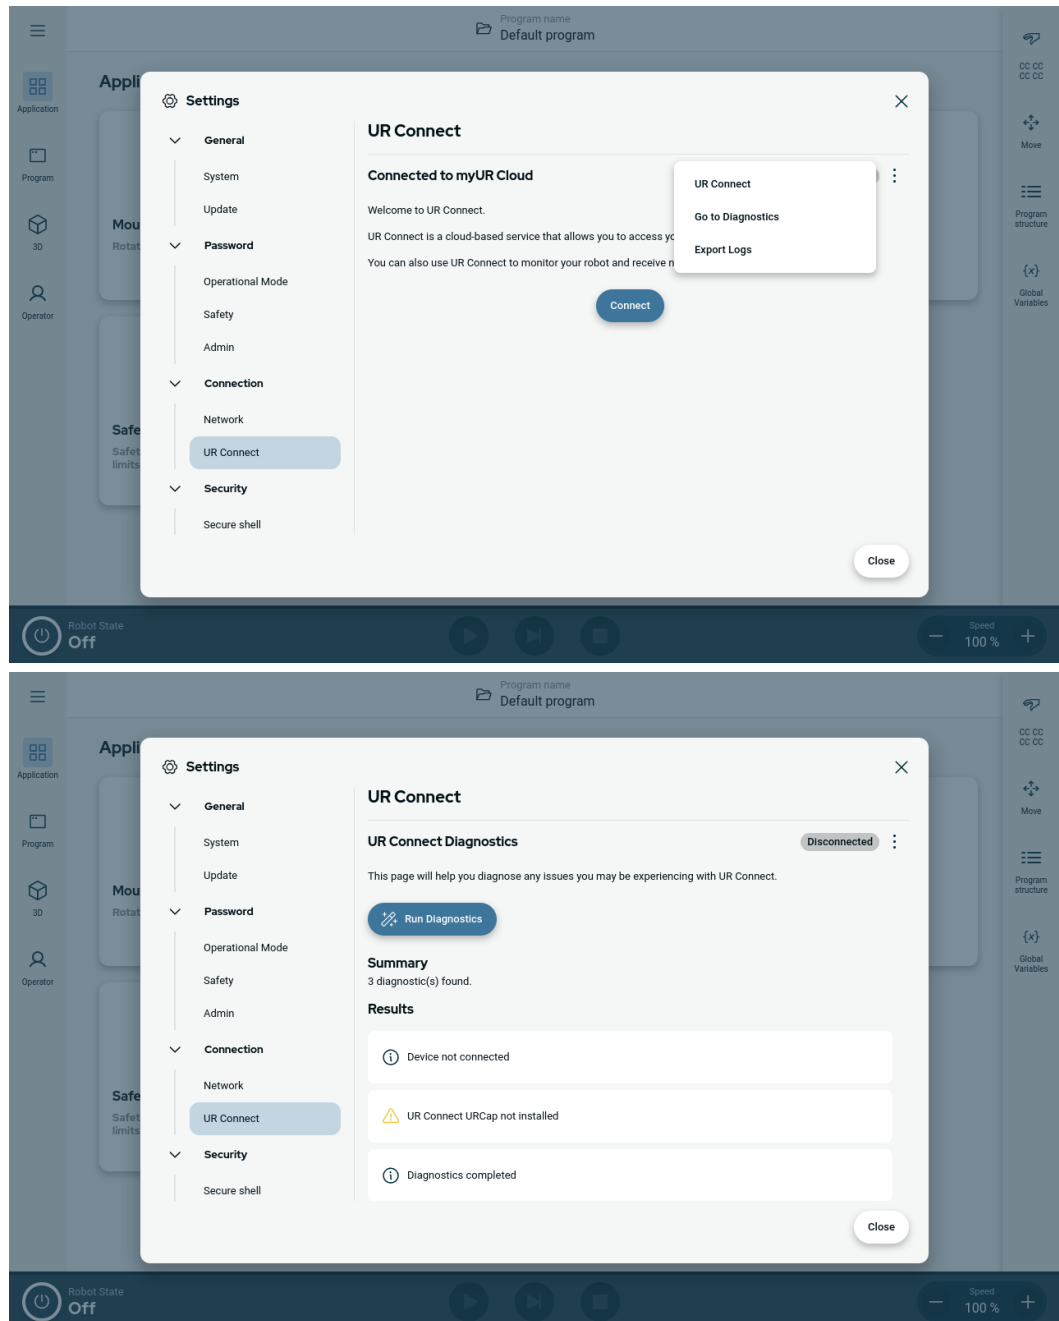 Program name
Default program
Application
Program
3D
Operator
Appli
Mou
Rotat
Safe
Safet
limits
Settings
General
System
Update
Password
Operational Mode
Safety
Admin
Connection
Network
UR Connect
Security
Secure shell
UR Connect
Connected to myUR Cloud
Welcome to UR Connect.
UR Connect is a cloud-based service that allows you to access yo
You can also use UR Connect to monitor your robot and receive n
UR Connect
Go to Diagnostics
Export Logs
Connect
Close
CC CC
CC CC
Move
Program
structure
{x}
Global
Variables
Robot State
Off
Speed
100 %
Program name
Default program
Application
Program
3D
Operator
Appli
Mou
Rotat
Safe
Safet
limits
Settings
General
System
Update
Password
Operational Mode
Safety
Admin
Connection
Network
UR Connect
Security
Secure shell
UR Connect
UR Connect Diagnostics
Disconnected
This page will help you diagnose any issues you may be experiencing with UR Connect.
Run Diagnostics
Summary
3 diagnostic(s) found.
Results
Device not connected
UR Connect URCap not installed
Diagnostics completed
Close
CC CC
CC CC
Move
Program
structure
{x}
Global
Variables
Robot State
Off
Speed
100 %